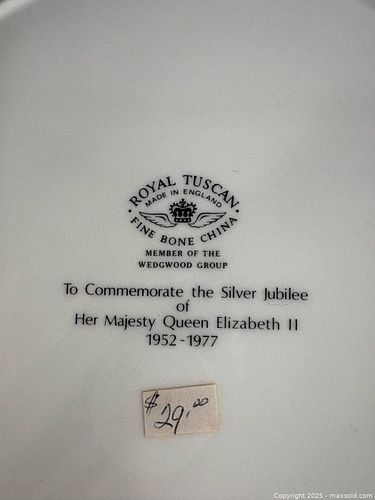 ROYAL TUSCAN
MADE IN ENGLAND
FINE BONE CHINA
MEMBER OF THE
WEDGWOOD GROUP
To Commemorate the Silver Jubilee
of
Her Majesty Queen Elizabeth II
1952-1977
$29.00
Copyright 2025 - maxsold.com